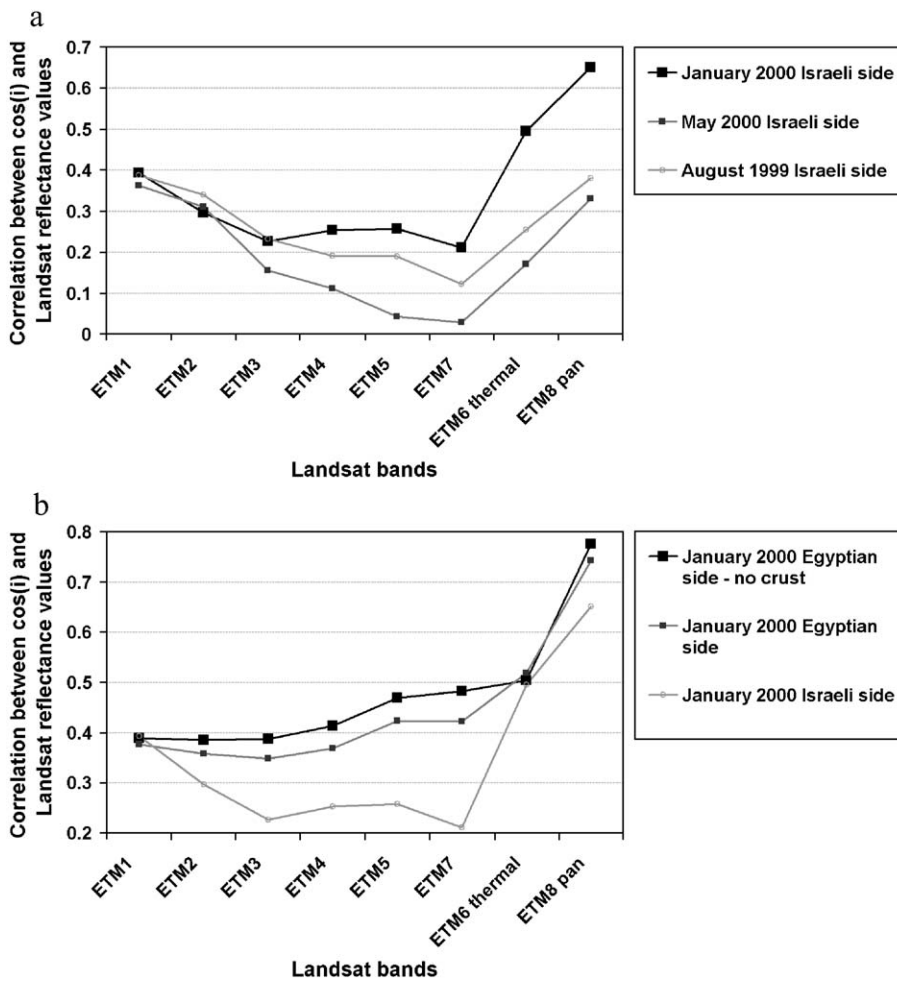 a
Correlation between cos(i) and
Landsat reflectance values
0.7
0.6
0.5
0.4
0.3
0.2
0.1
0
ETM1
ETM2
ETM3
ETM4
ETM5
ETM7
ETM6 thermal
ETM8 pan
Landsat bands
January 2000 Israeli side
May 2000 Israeli side
August 1999 Israeli side
b
Correlation between cos(i) and
Landsat reflectance values
0.8
0.7
0.6
0.5
0.4
0.3
0.2
ETM1
ETM2
ETM3
ETM4
ETM5
ETM7
ETM6 thermal
ETM8 pan
Landsat bands
January 2000 Egyptian
side - no crust
January 2000 Egyptian
side
January 2000 Israeli side